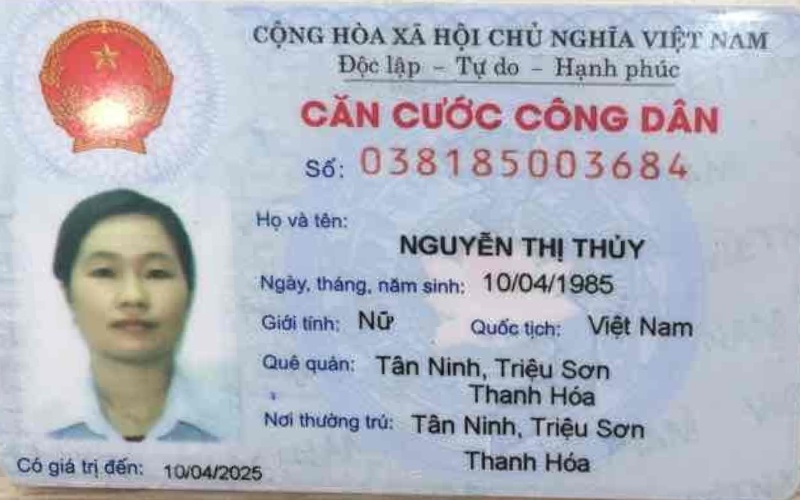 CỘNG HÒA XÃ HỘI CHỦ NGHĨA VIỆT NAM
Độc lập - Tự do - Hạnh phúc
CĂN CƯỚC CÔNG DÂN
Số: 038185003684
Họ và tên:
NGUYỄN THỊ THỦY
Ngày, tháng, năm sinh: 10/04/1985
Giới tính: Nữ Quốc tịch: Việt Nam
Quê quán: Tân Ninh, Triệu Sơn
Thanh Hóa
Nơi thường trú: Tân Ninh, Triệu Sơn
Thanh Hóa
Có giá trị đến: 10/04/2025